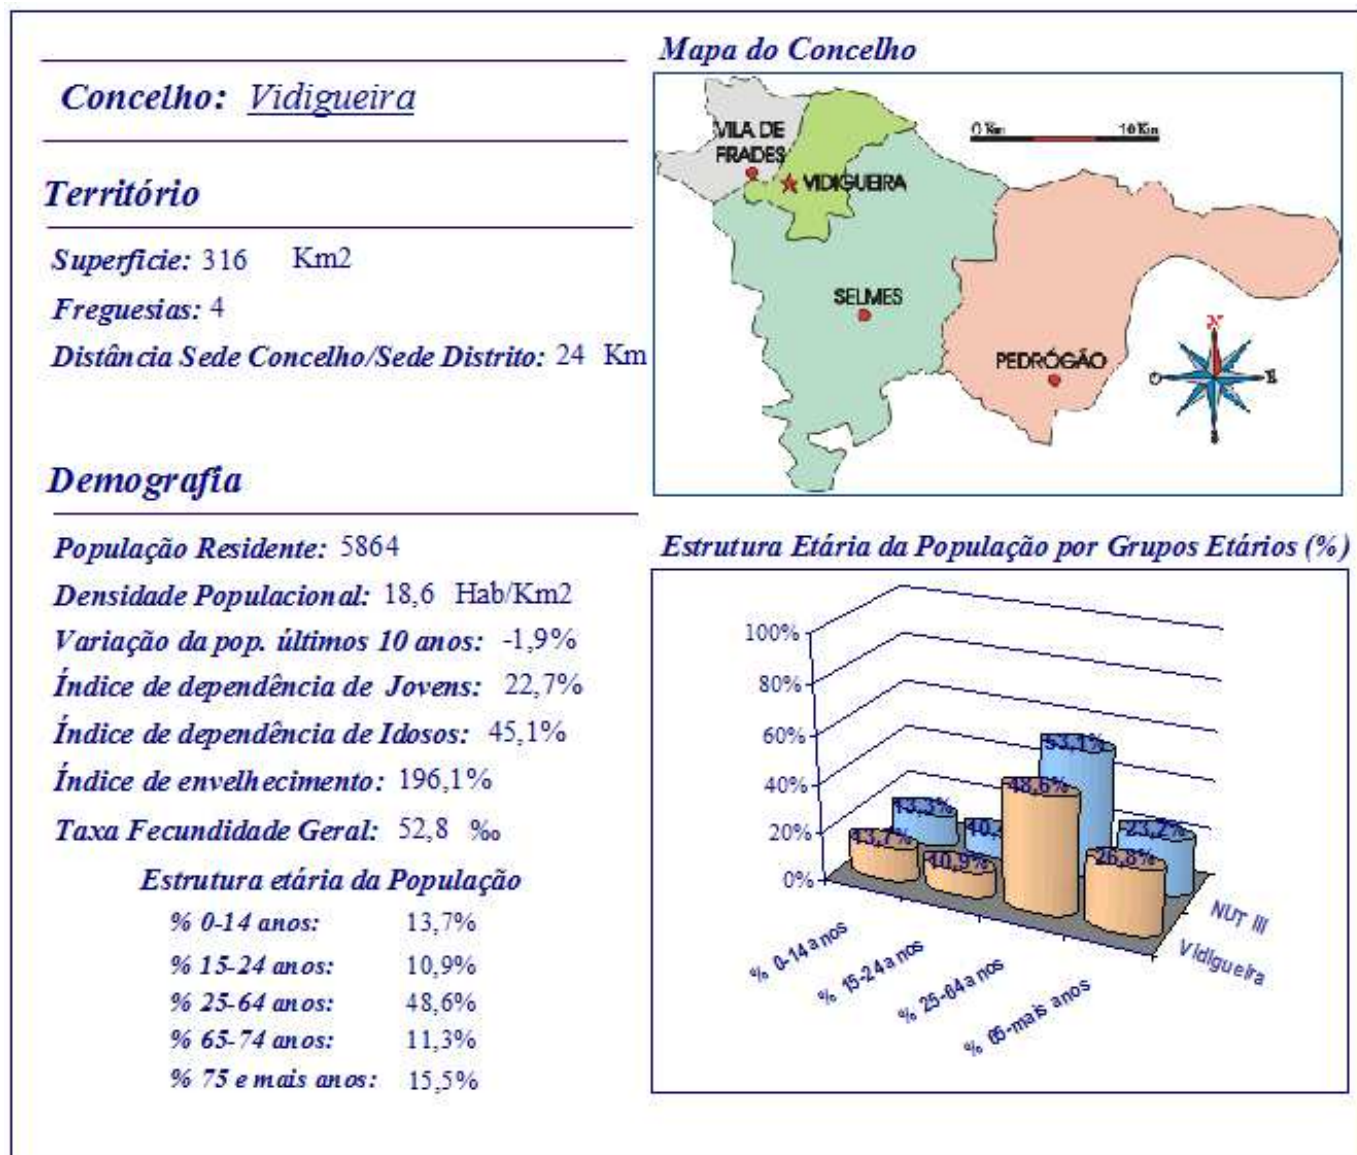 Concelho: Vidigueira
Território
Superficie: 316 Km2
Freguesias: 4
Distância Sede Concelho/Sede Distrito: 24 Km
Demografia
População Residente: 5864
Densidade Populacional: 18,6 Hab/Km2
Variação da pop. últimos 10 anos: -1,9%
Índice de dependência de Jovens: 22,7%
Índice de dependência de Idosos: 45,1%
Índice de envelhecimento: 196,1%
Taxa Fecundidade Geral: 52,8 ‰
Estrutura etária da População
% 0-14 anos: 13,7%
% 15-24 anos: 10,9%
% 25-64 anos: 48,6%
% 65-74 anos: 11,3%
% 75 e mais anos: 15,5%
Mapa do Concelho
0 Km 10 Km
VILA DE
FRADES
VIDIGUEIRA
SELMES
PEDRÓGÃO
N
O E
S
Estrutura Etária da População por Grupos Etários (%)
100%
80%
60%
40%
20%
0%
13,3%
53,1%
23,2%
13,7%
10,9%
48,6%
26,8%
% 0-14 anos
% 15-24 anos
% 25-64 anos
% 65-mais anos
NUT III
Vidigueira